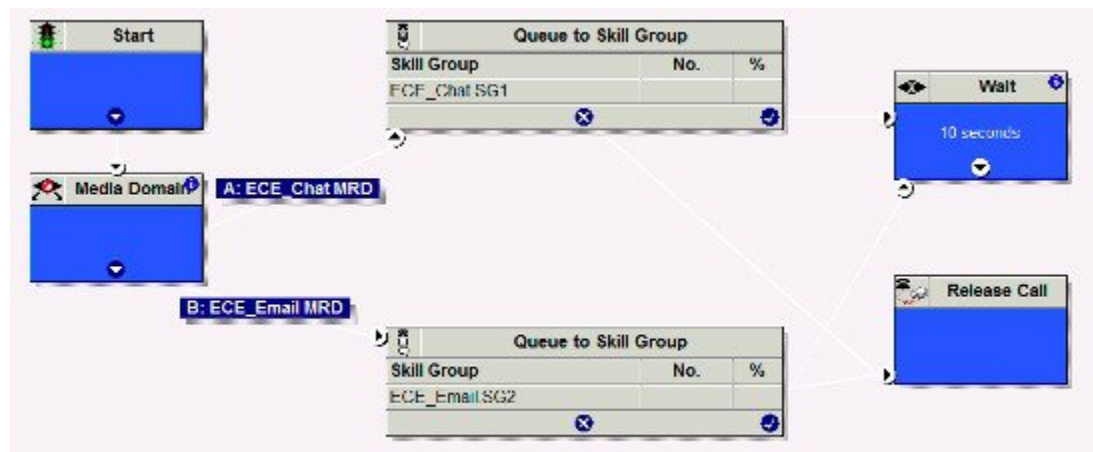 Start
Media Domain
A: ECE_Chat MRD
B: ECE_Email MRD
Queue to Skill Group
Skill Group No. %
ECE_Chat.SG1
Queue to Skill Group
Skill Group No. %
ECE_Email.SG2
Wait
10 seconds
Release Call